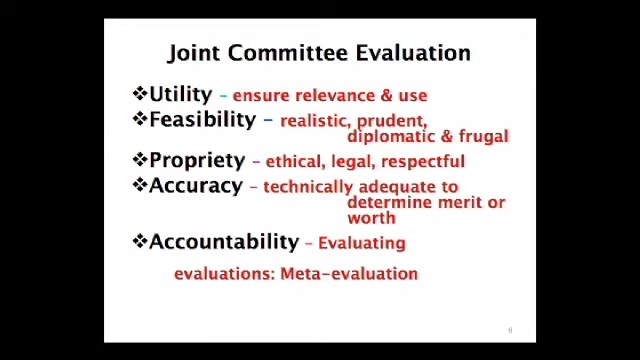 Joint Committee Evaluation
❖Utility – ensure relevance & use
❖Feasibility – realistic, prudent,
diplomatic & frugal
❖Propriety – ethical, legal, respectful
❖Accuracy – technically adequate to
determine merit or
worth
❖Accountability – Evaluating
evaluations: Meta-evaluation
8